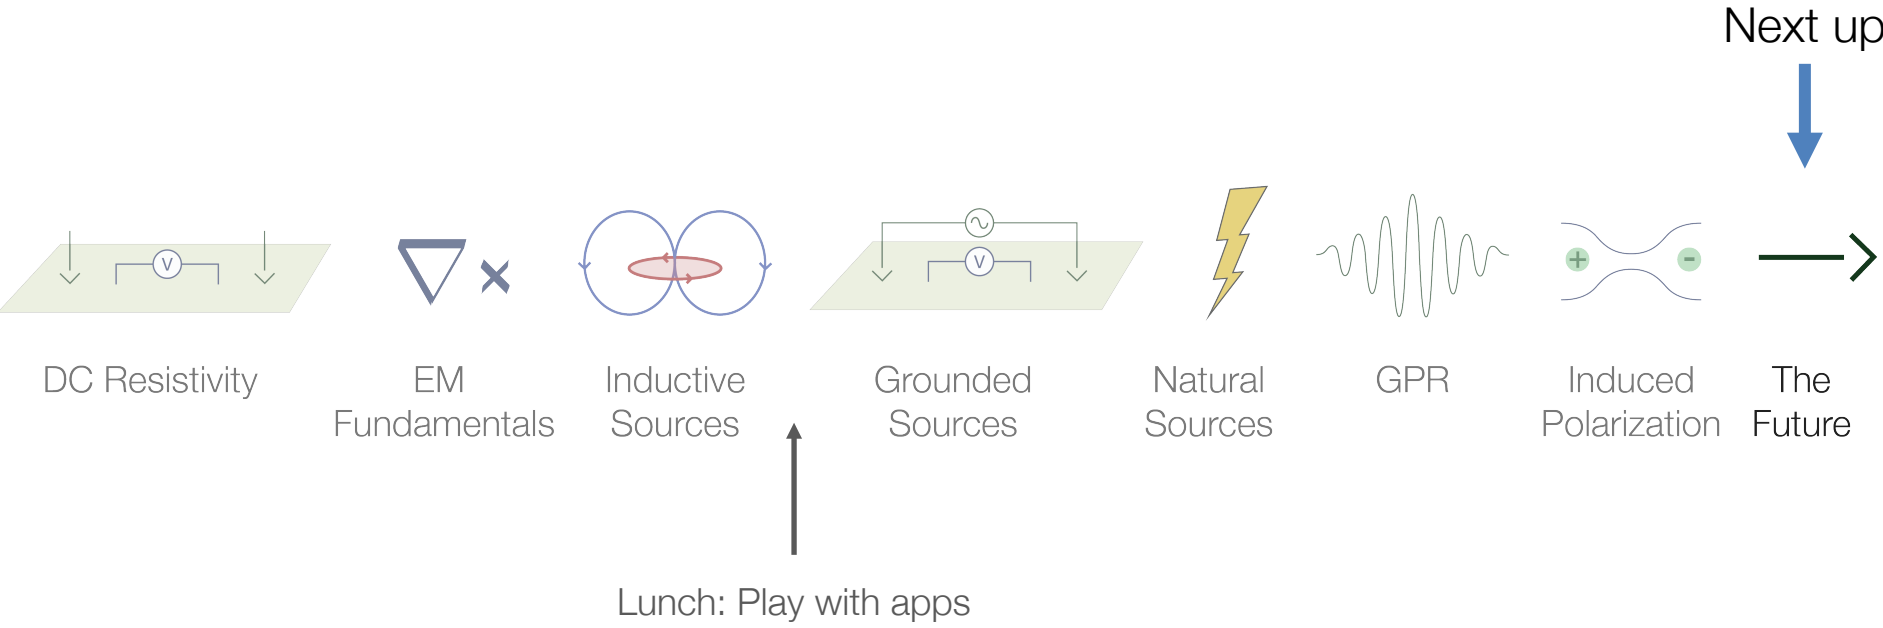 Next up
V
V
+
-
DC Resistivity
EM
Fundamentals
Inductive
Sources
Grounded
Sources
Natural
Sources
GPR
Induced
Polarization
The
Future
Lunch: Play with apps